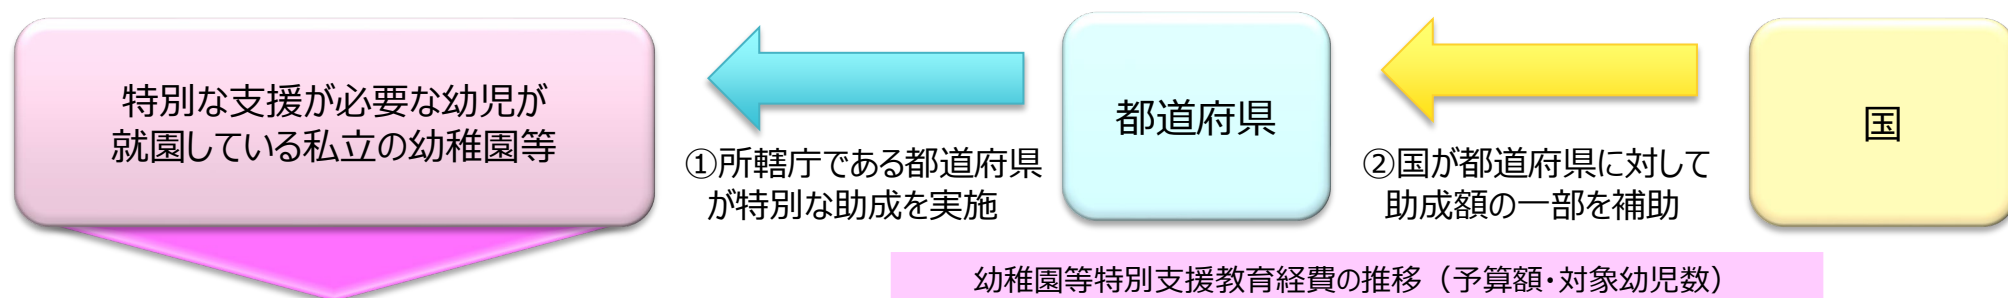 特別な支援が必要な幼児が
就園している私立の幼稚園等
①所轄庁である都道府県
が特別な助成を実施
都道府県
②国が都道府県に対して
助成額の一部を補助
国
幼稚園等特別支援教育経費の推移（予算額・対象幼児数）